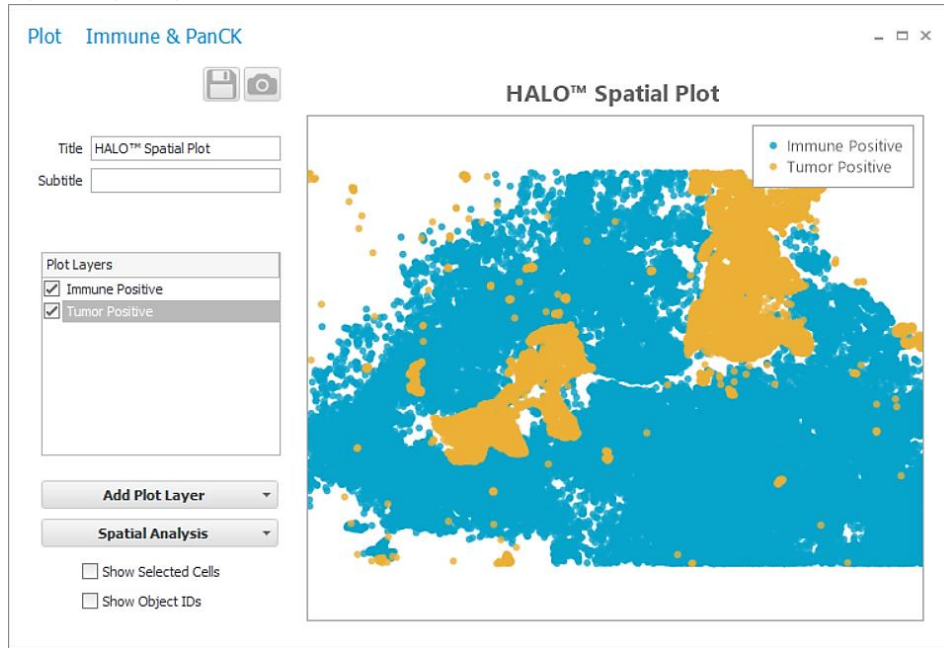 Plot Immune & PanCK
HALO™ Spatial Plot
Title HALO™ Spatial Plot
Subtitle
Immune Positive
Tumor Positive
Plot Layers
Immune Positive
Tumor Positive
Add Plot Layer
Spatial Analysis
Show Selected Cells
Show Object IDs